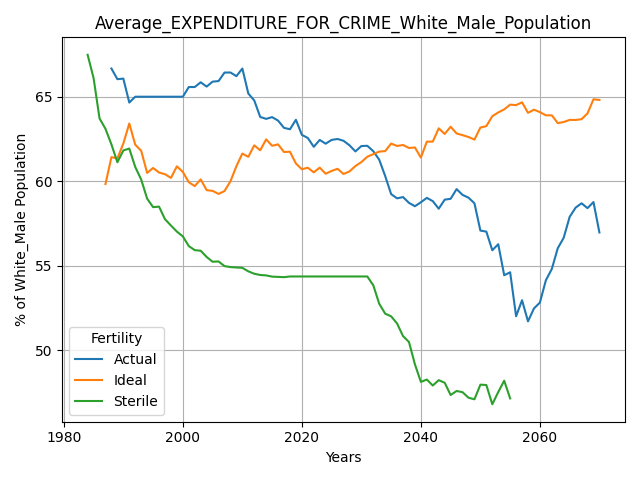 Average_EXPENDITURE_FOR_CRIME_White_Male_Population
% of White_Male Population
65
60
55
50
Fertility
Actual
Ideal
Sterile
1980 2000 2020 2040 2060
Years